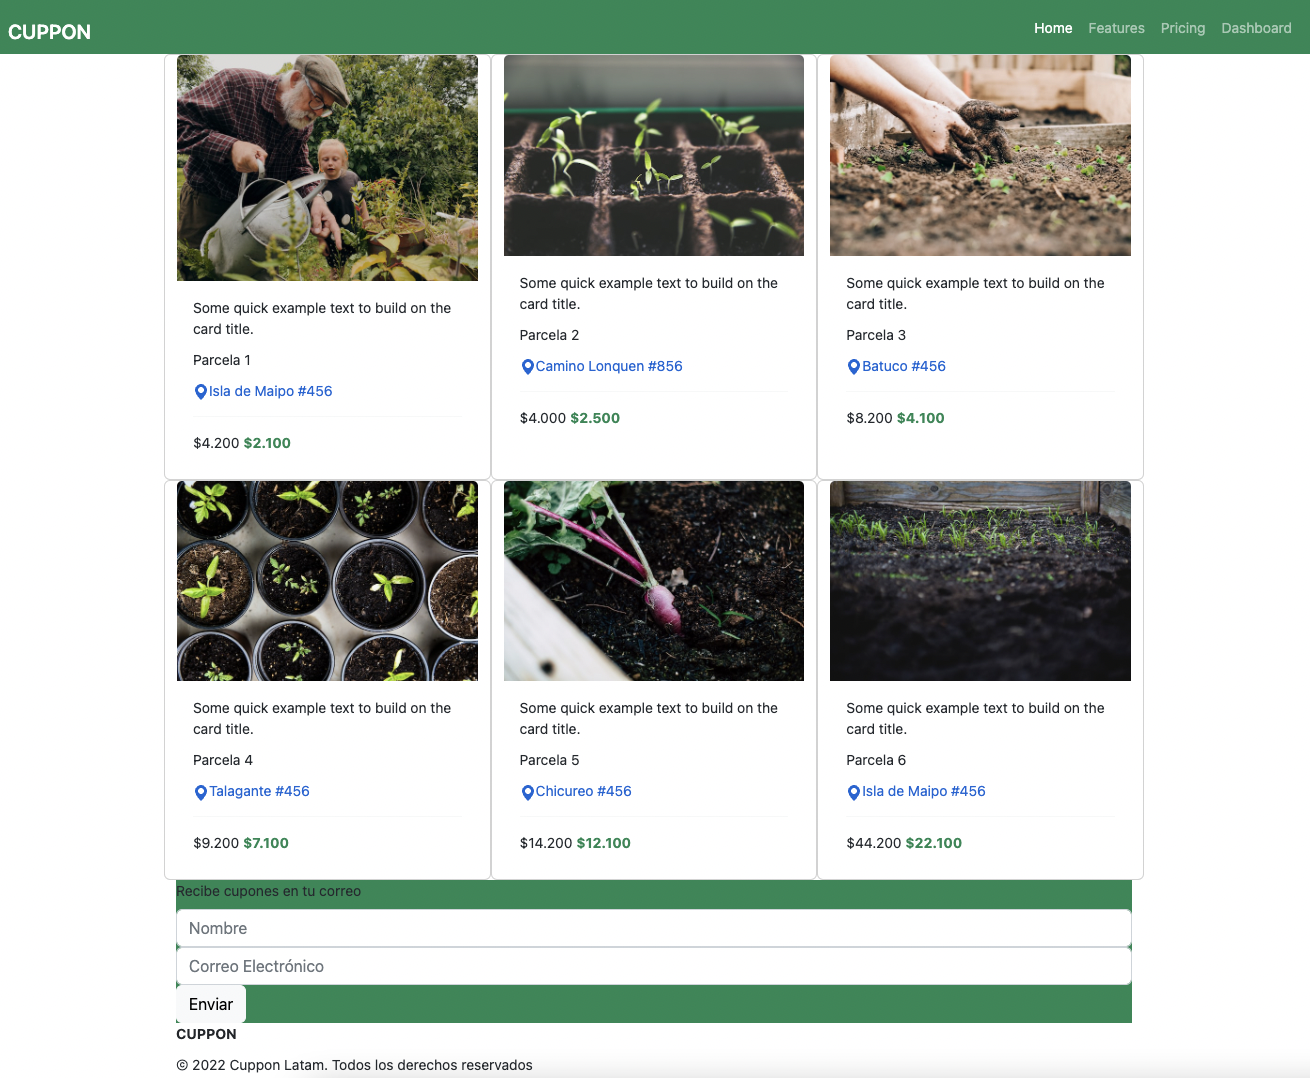 CUPPON
Home Features Pricing Dashboard
Some quick example text to build on the
card title.
Parcela 1
Isla de Maipo #456
$4.200 $2.100
Some quick example text to build on the
card title.
Parcela 2
Camino Lonquen #856
$4.000 $2.500
Some quick example text to build on the
card title.
Parcela 3
Batuco #456
$8.200 $4.100
Some quick example text to build on the
card title.
Parcela 4
Talagante #456
$9.200 $7.100
Some quick example text to build on the
card title.
Parcela 5
Chicureo #456
$14.200 $12.100
Some quick example text to build on the
card title.
Parcela 6
Isla de Maipo #456
$44.200 $22.100
Recibe cupones en tu correo
Nombre
Correo Electrónico
Enviar
CUPPON
© 2022 Cuppon Latam. Todos los derechos reservados